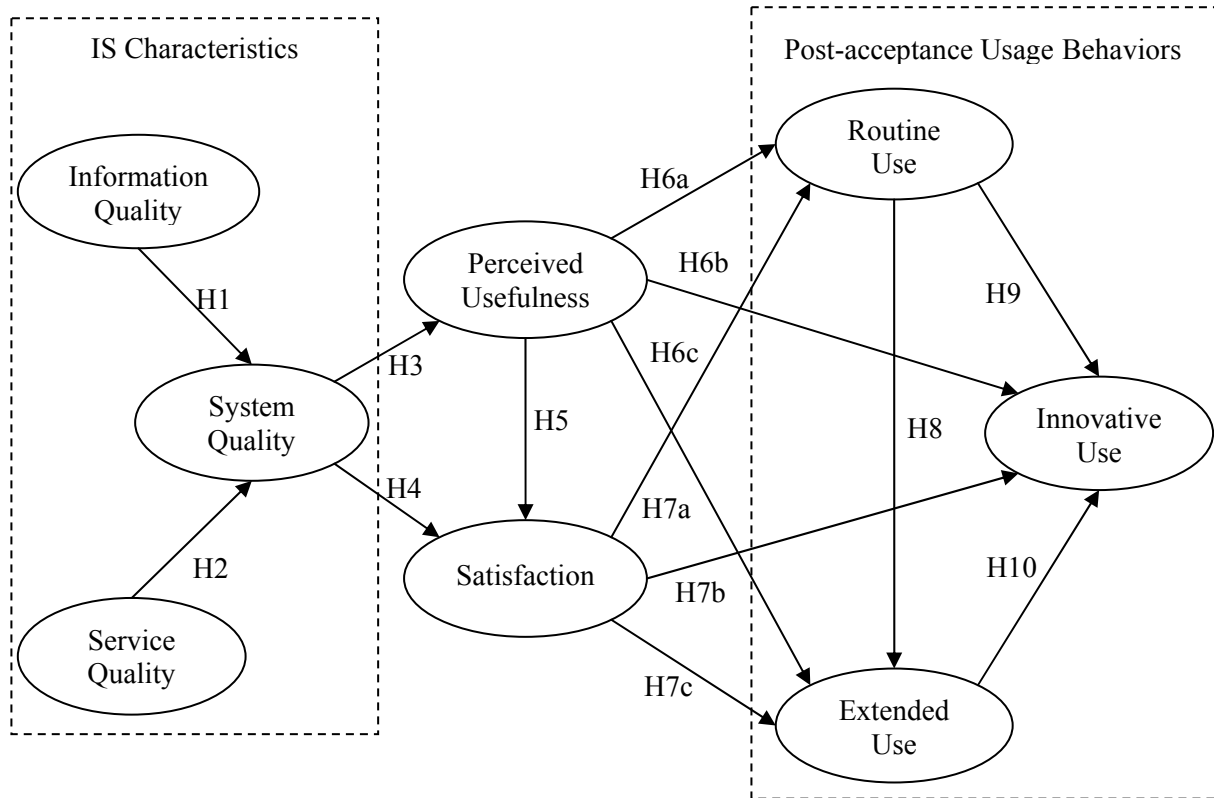 IS Characteristics
Post-acceptance Usage Behaviors
Information
Quality
H1
System
Quality
H2
Service
Quality
H3
H4
Perceived
Usefulness
H5
Satisfaction
H6a
H6b
H6c
H7a
H7b
H7c
Routine
Use
H8
H9
Innovative
Use
H10
Extended
Use